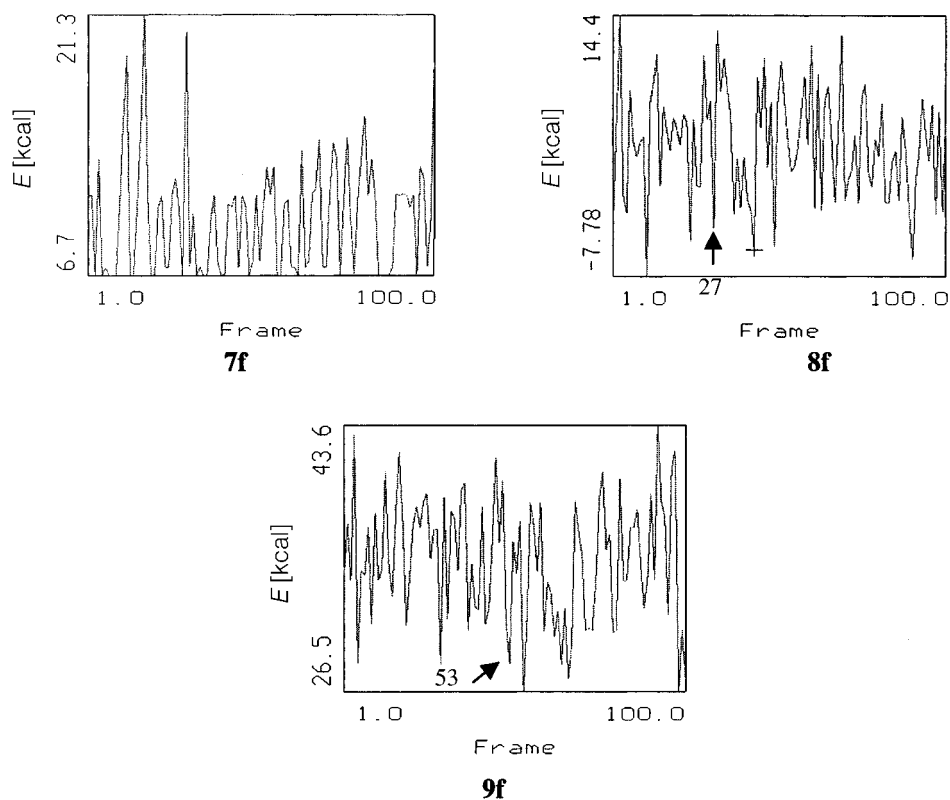 21.3
E [kcal]
6.7
1.0 100.0
Frame
7f
14.4
E [kcal]
-7.78
27
1.0 100.0
Frame
8f
43.6
E [kcal]
26.5
53
1.0 100.0
Frame
9f